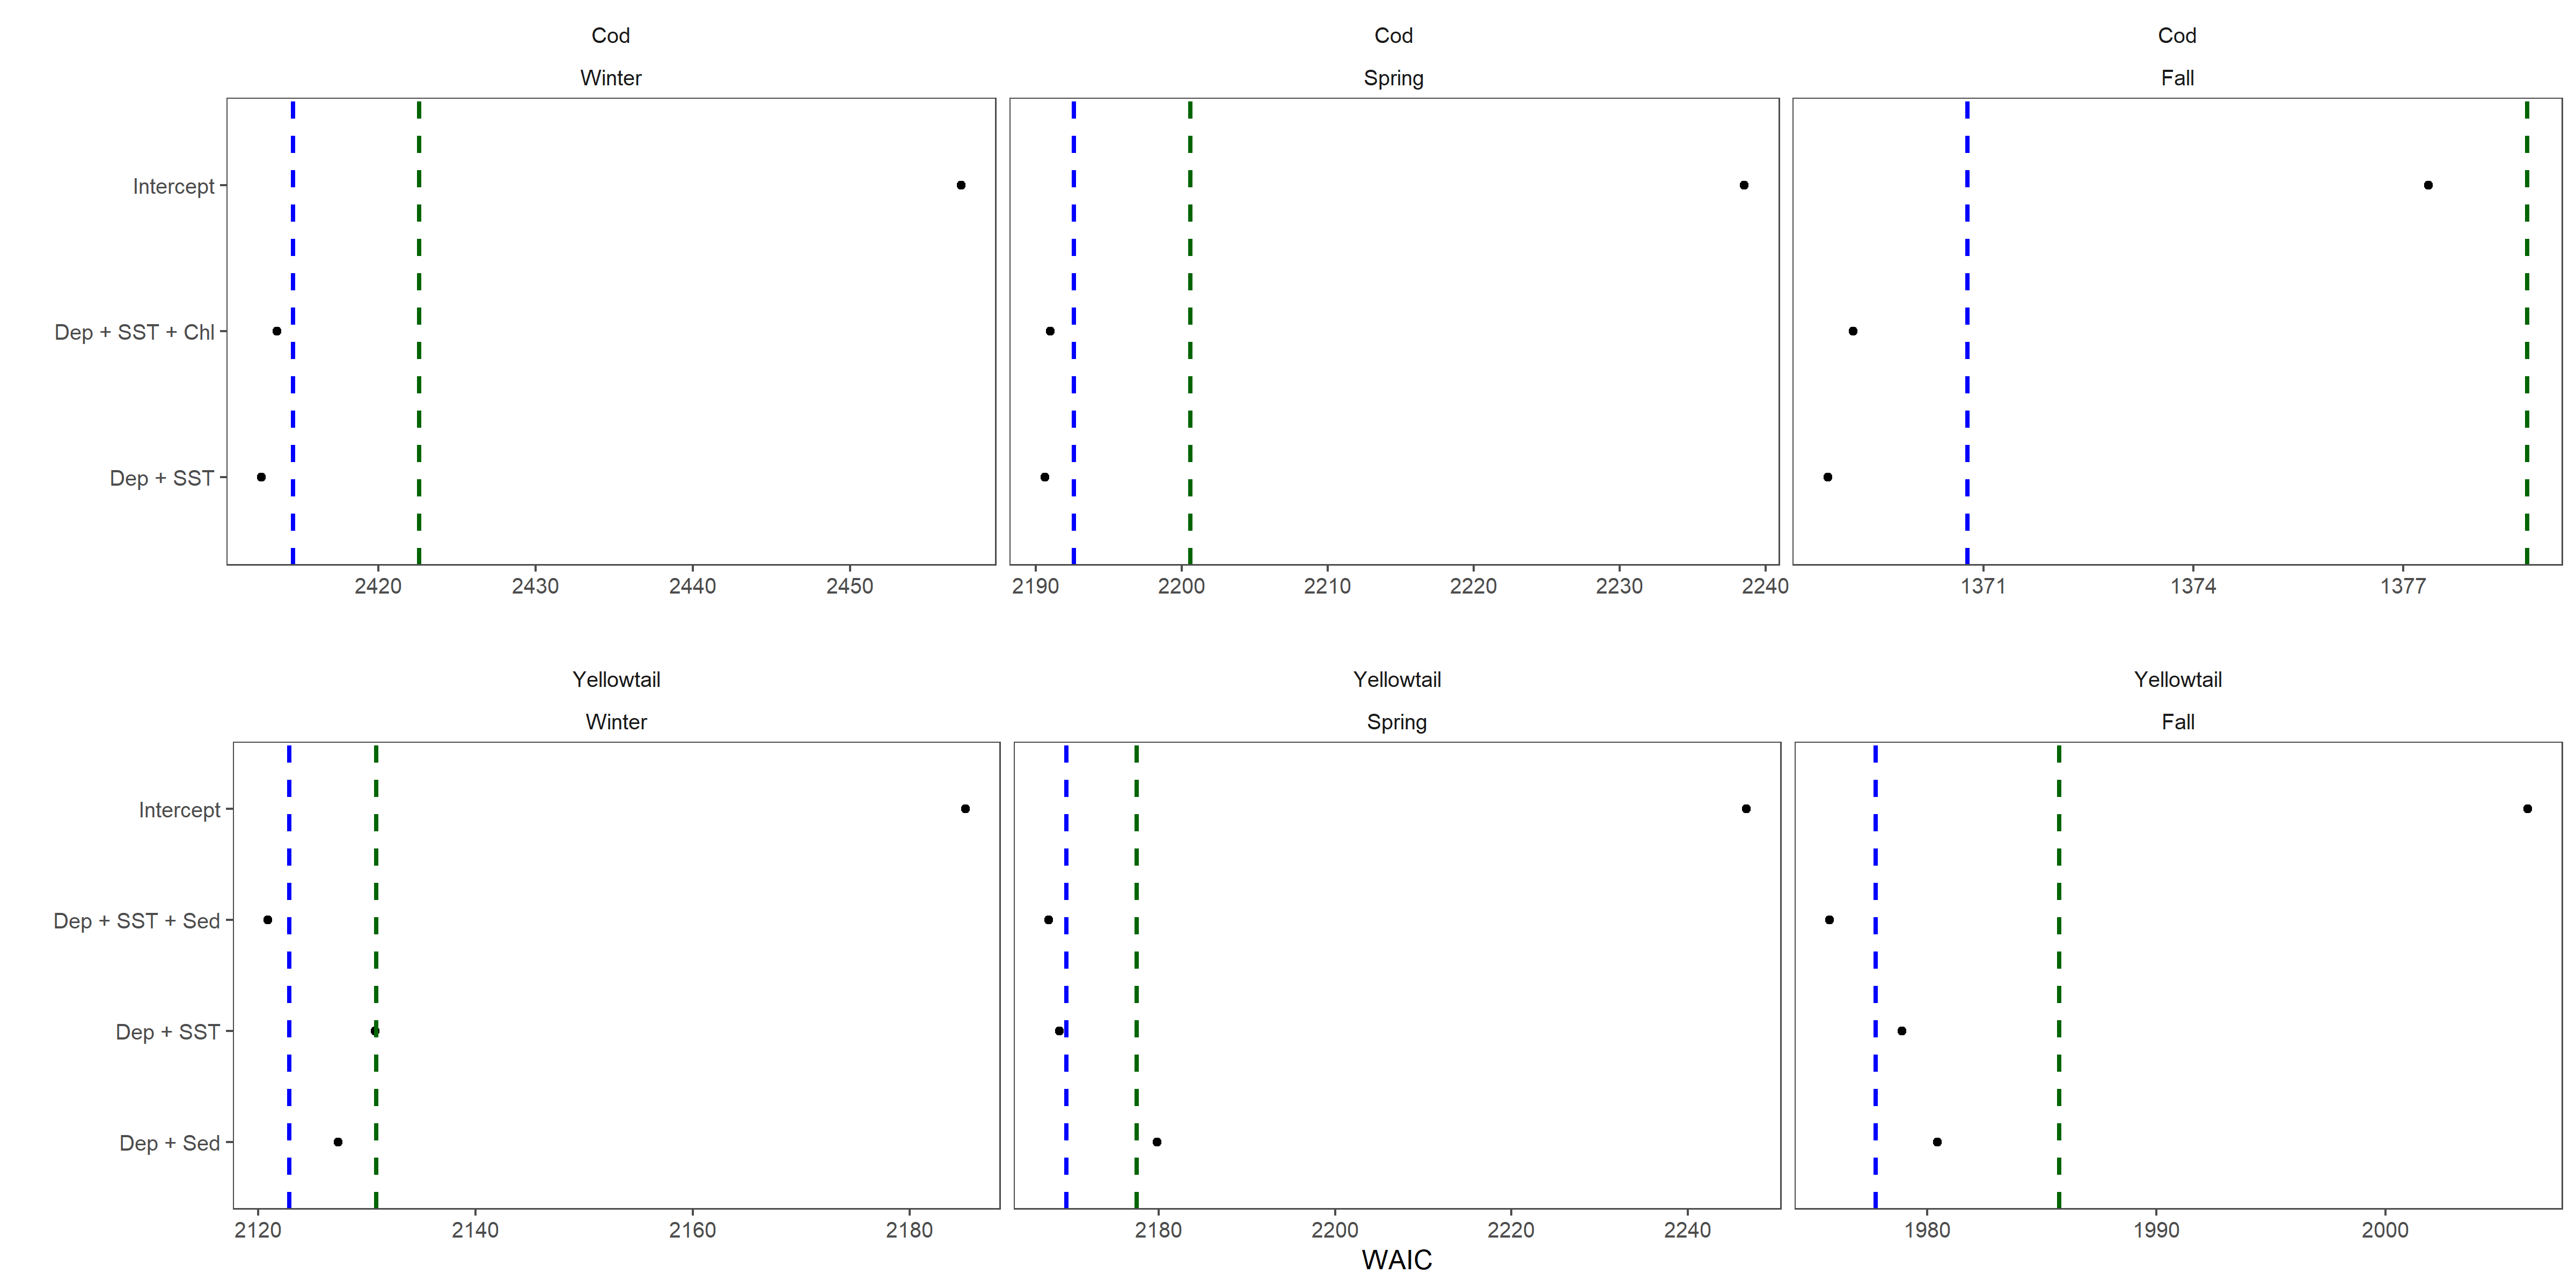 Cod Cod Cod
Winter Spring Fall
Intercept
Dep + SST + Chl
Dep + SST
2420 2430 2440 2450 2190 2200 2210 2220 2230 2240 1371 1374 1377
Yellowtail Yellowtail Yellowtail
Winter Spring Fall
Intercept
Dep + SST + Sed
Dep + SST
Dep + Sed
2120 2140 2160 2180 2180 2200 2220 2240 1980 1990 2000
WAIC